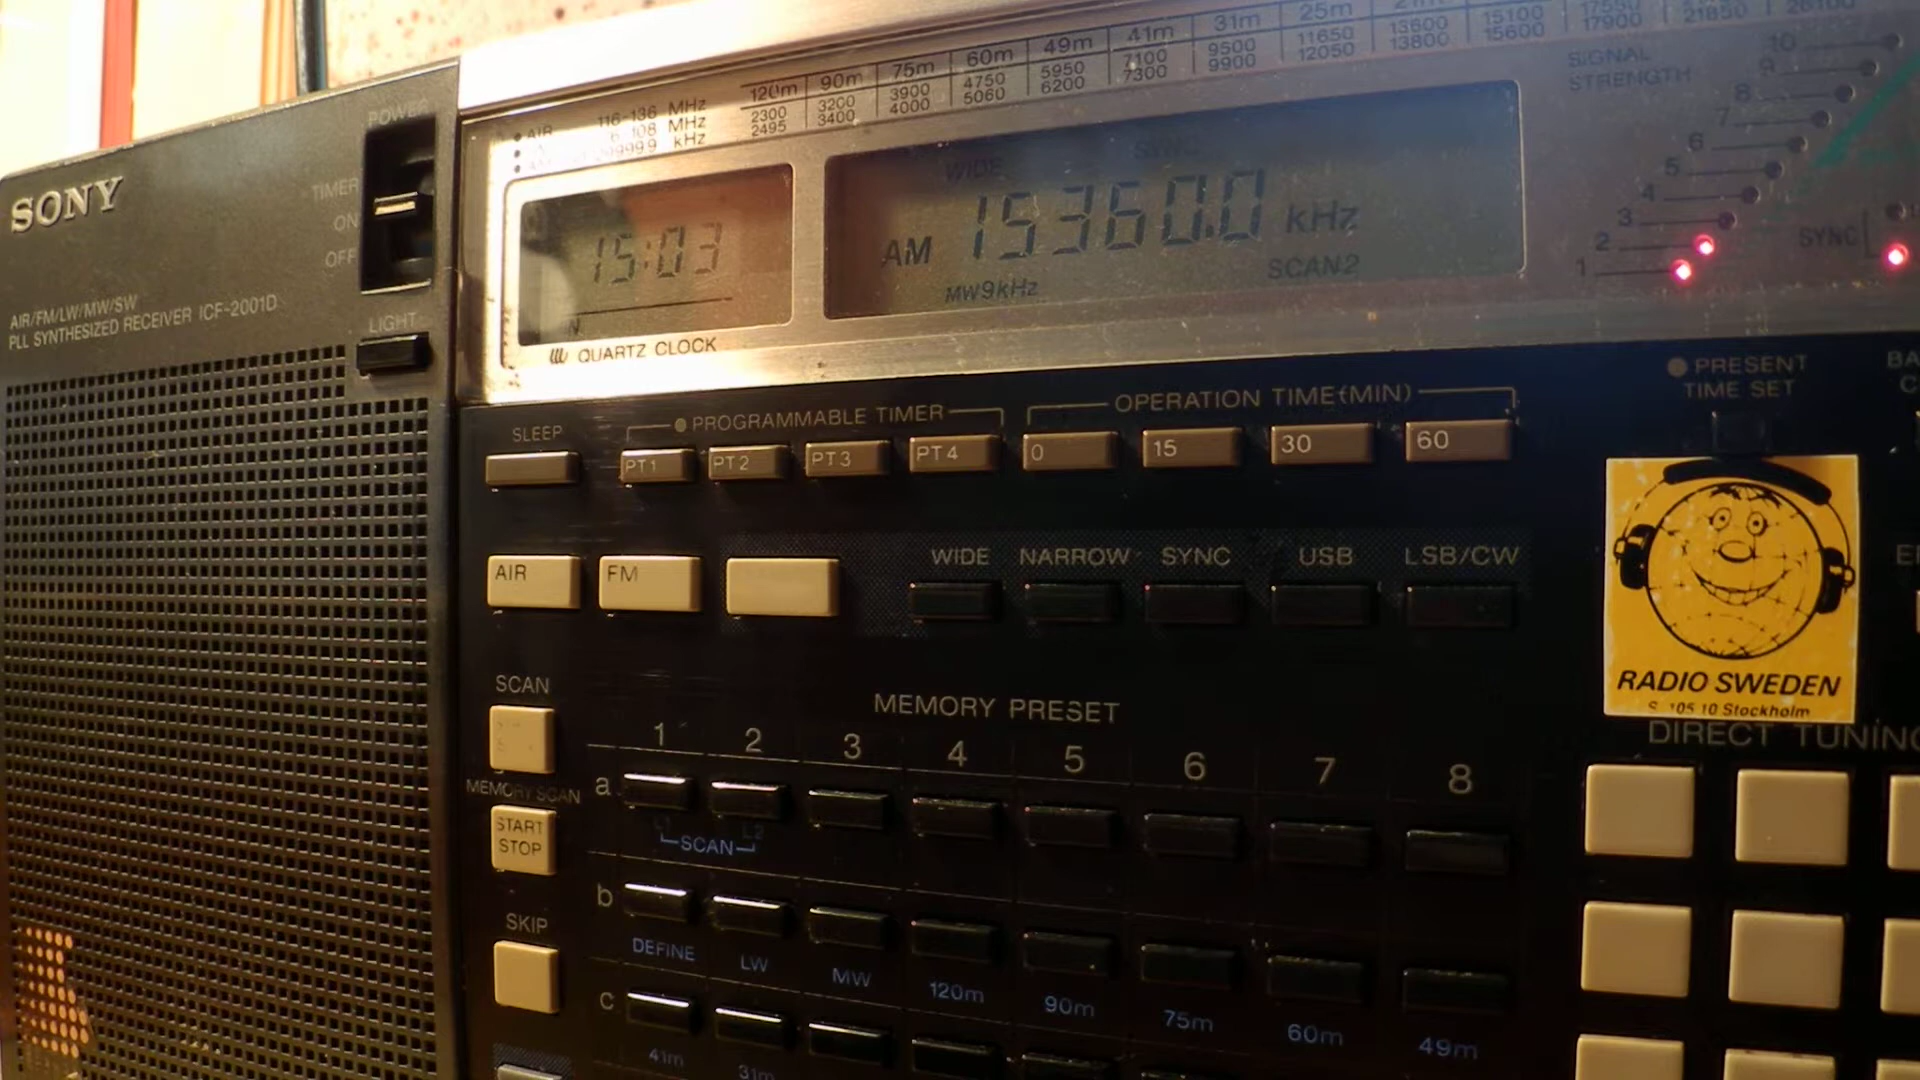 POWER
SONY
TIMER
ON
OFF
AIR/FM/LW/MW/SW
PLL SYNTHESIZED RECEIVER ICF-2001D
LIGHT
120m 90m 75m 60m 49m 41m 31m 25m
2300 3200 3900 4750 5950 7100 9500 11650 13600 15100
2495 3400 4000 5060 6200 7300 9900 12050 13800 15600 17900
AIR 116-136 MHz
108 MHz
kHz
15:03
QUARTZ CLOCK
WIDE
AM 15360.0 kHz
MW9kHz SCAN2
SIGNAL
STRENGTH
10
9
8
7
6
5
4
3
2
1
SYNC
SLEEP
PROGRAMMABLE TIMER
OPERATION TIME(MIN)
PT1 PT2 PT3 PT4 0 15 30 60
PRESENT
TIME SET
AIR FM
WIDE NARROW SYNC USB LSB/CW
RADIO SWEDEN
S 105 10 Stockholm
DIRECT TUNING
SCAN
MEMORY SCAN
START
STOP
SKIP
MEMORY PRESET
1 2 3 4 5 6 7 8
a
SCAN
b
DEFINE LW MW 120m 90m 75m 60m 49m
c
41m 31m